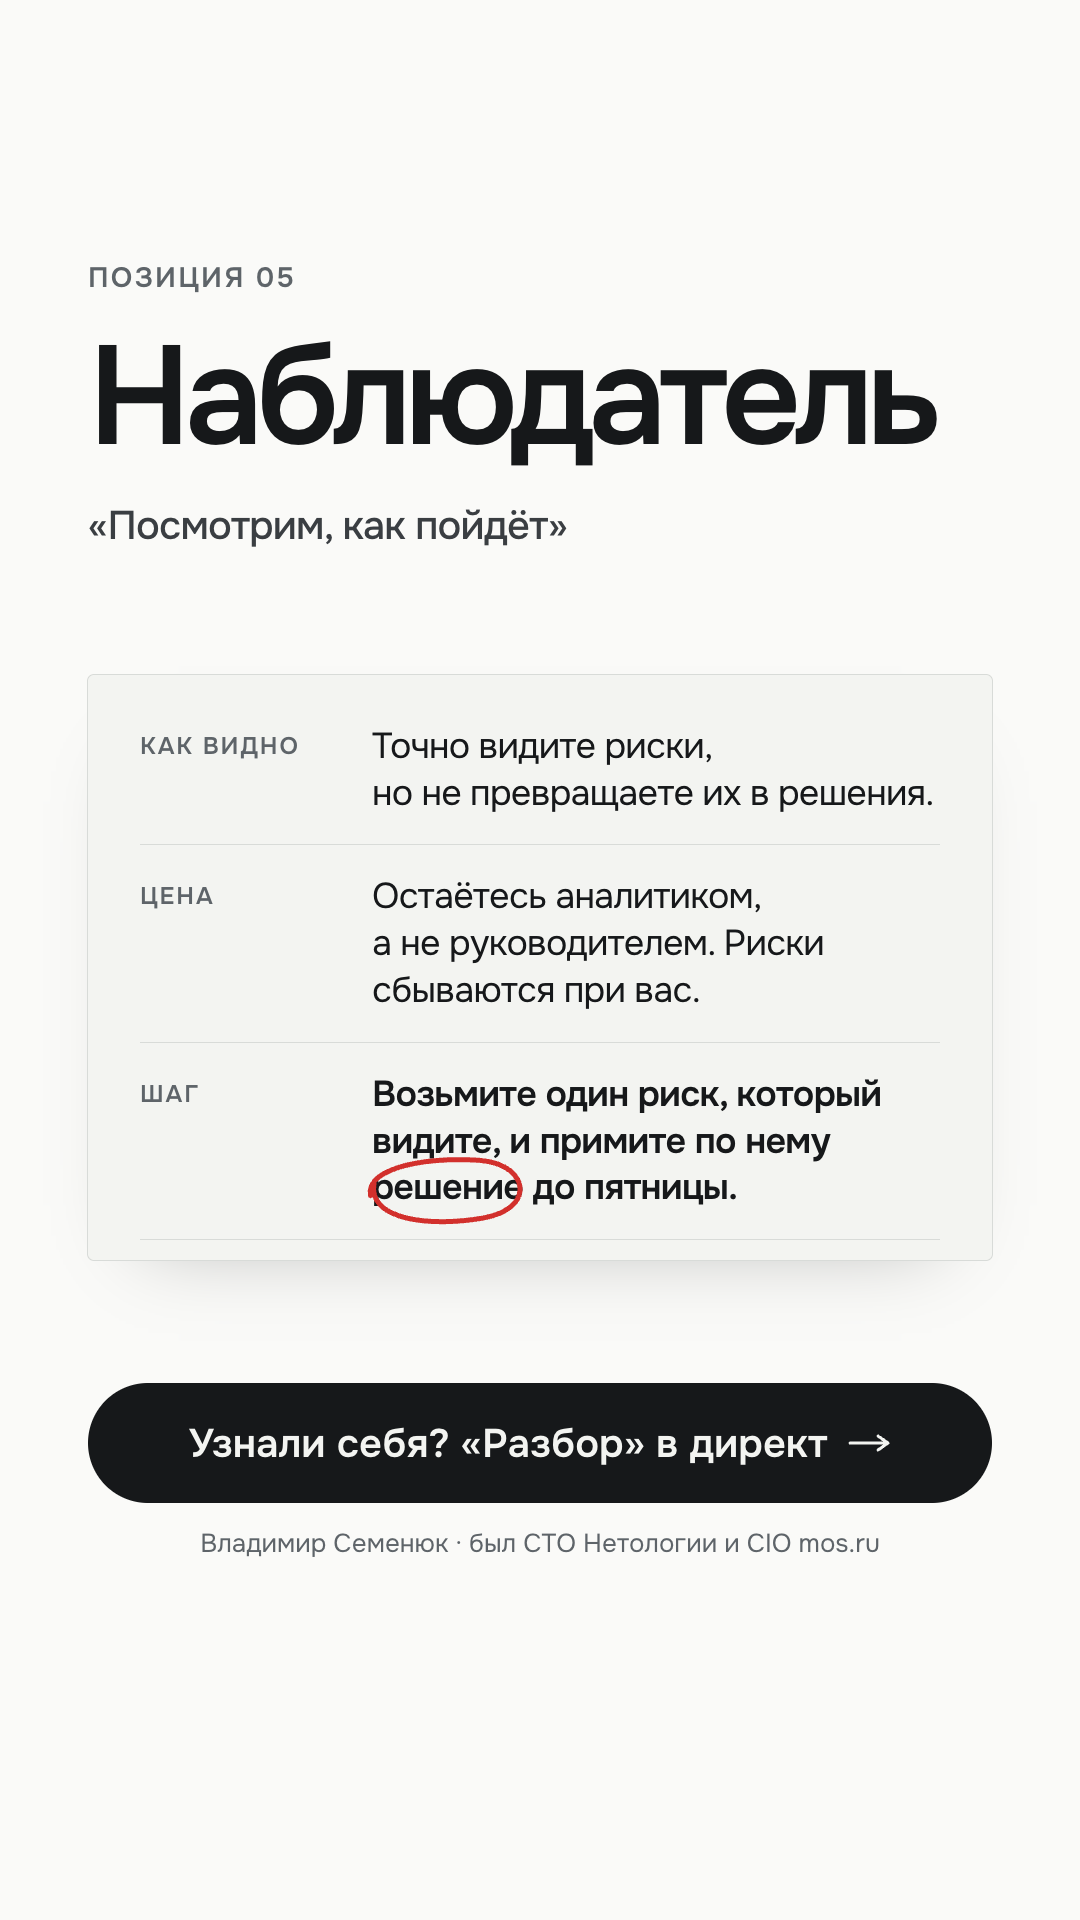 ПОЗИЦИЯ 05
Наблюдатель
«Посмотрим, как пойдёт»
КАК ВИДНО
Точно видите риски,
но не превращаете их в решения.
ЦЕНА
Остаётесь аналитиком,
а не руководителем. Риски
сбываются при вас.
ШАГ
Возьмите один риск, который
видите, и примите по нему
решение до пятницы.
Узнали себя? «Разбор» в директ →
Владимир Семенюк · был CTO Нетологии и CIO mos.ru